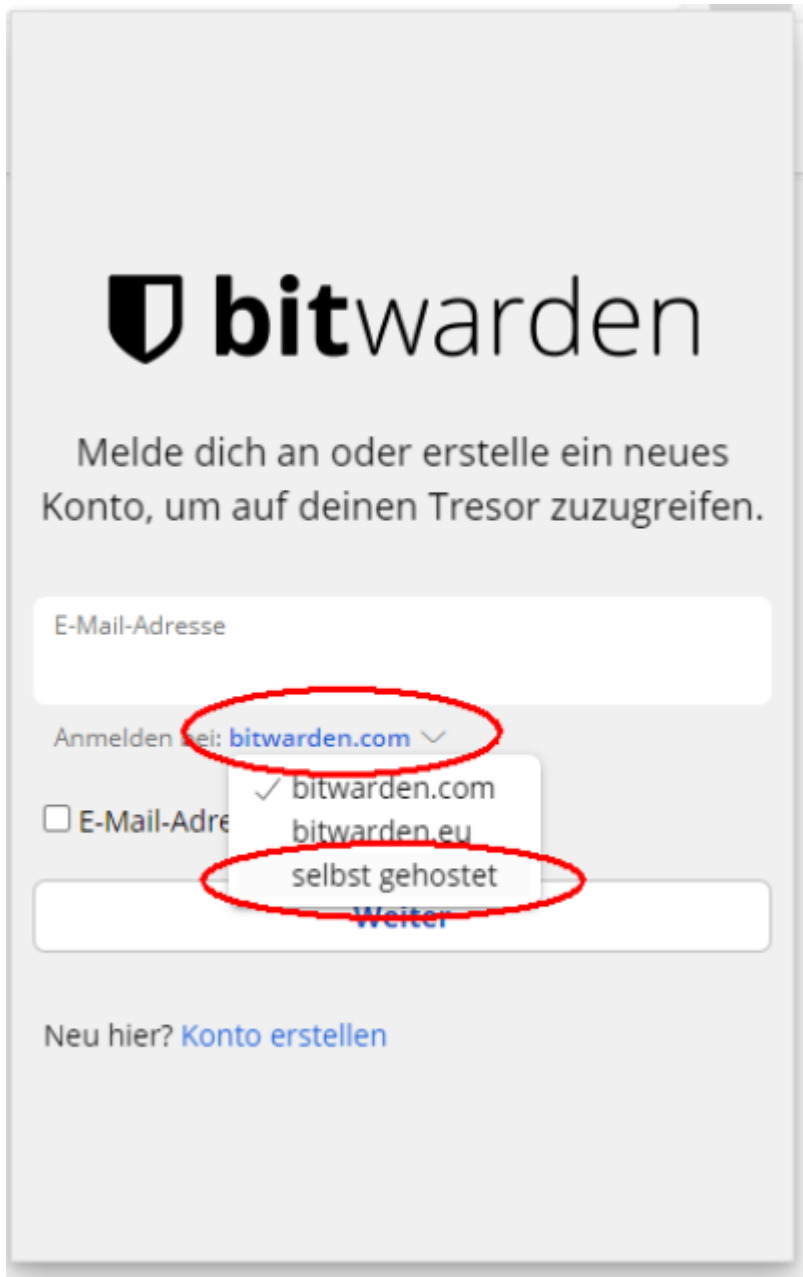 bitwarden
Melde dich an oder erstelle ein neues
Konto, um auf deinen Tresor zuzugreifen.
E-Mail-Adresse
Anmelden bei: bitwarden.com
bitwarden.com
E-Mail-Adre
bitwarden.eu
selbst gehostet
Weiter
Neu hier? Konto erstellen